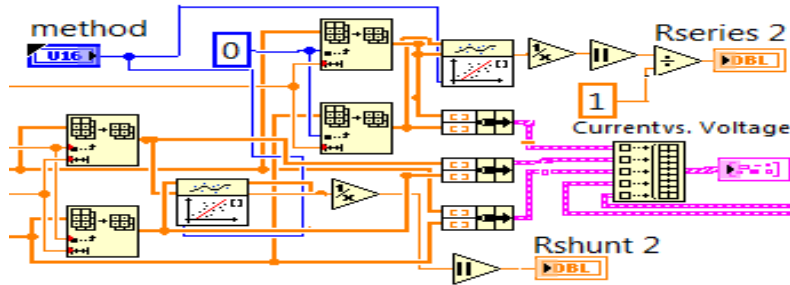 method
U16
0
Rseries 2
DBL
1
Currentvs. Voltage
Rshunt 2
DBL